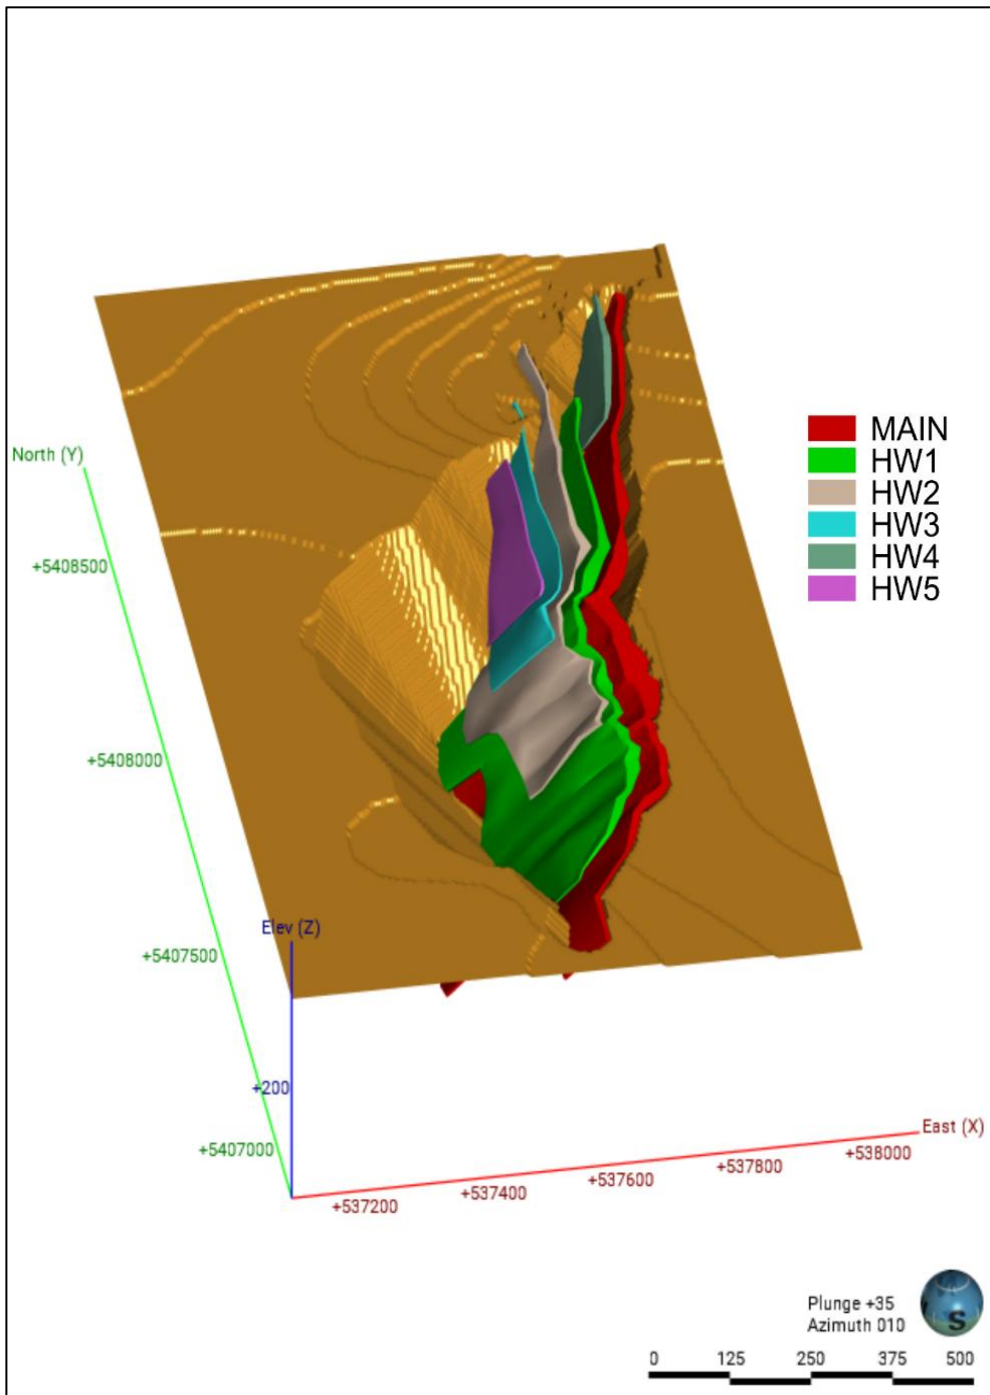 MAIN
HW1
HW2
HW3
HW4
HW5
North (Y)
+5408500
+5408000
+5407500
Elev (Z)
+200
+5407000
East (X)
+537200
+537400
+537600
+537800
+538000
Plunge +35
Azimuth 010
S
0 125 250 375 500